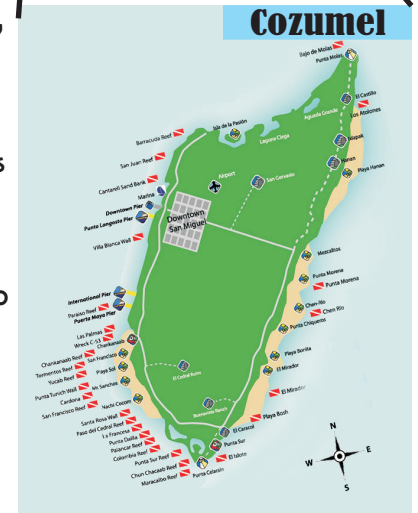 Cozumel
Bajo de Molas
Punta Molas
El Castillo
Los Atolones
Aguada Grande
Isla de la Pasión
Laguna Ciega
Barracuda Reef
San Juan Reef
Hanan
Playa Hanan
Airport
San Gervasio
Cantarell Sand Bank
Marina
Downtown Pier
Punta Langosta Pier
Downtown
San Miguel
Villa Blanca Wall
Mezcalitos
Punta Morena
Punta Morena
International Pier
Paraiso Reef
Puerto Maya Pier
Chen Rio
Chen Rio
Punta Chiqueros
Las Palmas
Wreck C-53
Chankanaab
Chankanaab Reef
San Francisco
Tormentos Reef
Playa Sol
Yucab Reef
Mr. Sanchos
Punta Tunich Wall
Cardona
Nachi Cocom
San Francisco Reef
Playa Bonita
El Mirador
El Mirador
El Cedral Ruins
Buenavista Ranch
Playa Bosh
Santa Rosa Wall
Paso del Cedral Reef
La Francesa
Punta Dalila
Palancar Reef
Colombia Reef
Punta Sur Reef
Chun Chacaab Reef
Maracaibo Reef
El Caracol
Punta Sur
El Islote
Punta Celarain
N
W
E
S